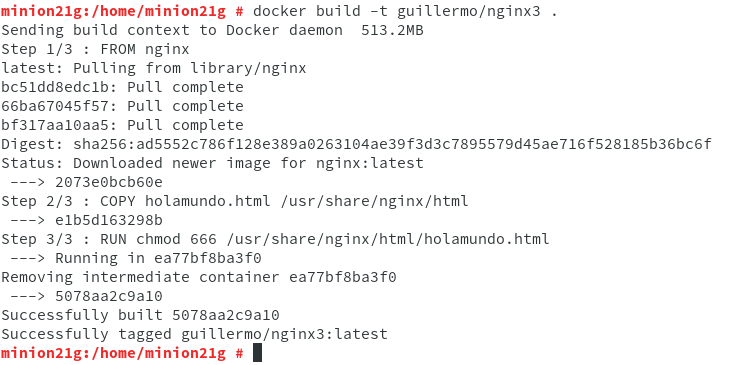 minion21g:/home/minion21g # docker build -t guillermo/nginx3 .
Sending build context to Docker daemon  513.2MB
Step 1/3 : FROM nginx
latest: Pulling from library/nginx
bc51dd8edc1b: Pull complete
66ba67045f57: Pull complete
bf317aa10aa5: Pull complete
Digest: sha256:ad5552c786f128e389a0263104ae39f3d3c7895579d45ae716f528185b36bc6f
Status: Downloaded newer image for nginx:latest
 ---> 2073e0bcb60e
Step 2/3 : COPY holamundo.html /usr/share/nginx/html
 ---> e1b5d163298b
Step 3/3 : RUN chmod 666 /usr/share/nginx/html/holamundo.html
 ---> Running in ea77bf8ba3f0
Removing intermediate container ea77bf8ba3f0
 ---> 5078aa2c9a10
Successfully built 5078aa2c9a10
Successfully tagged guillermo/nginx3:latest
minion21g:/home/minion21g #